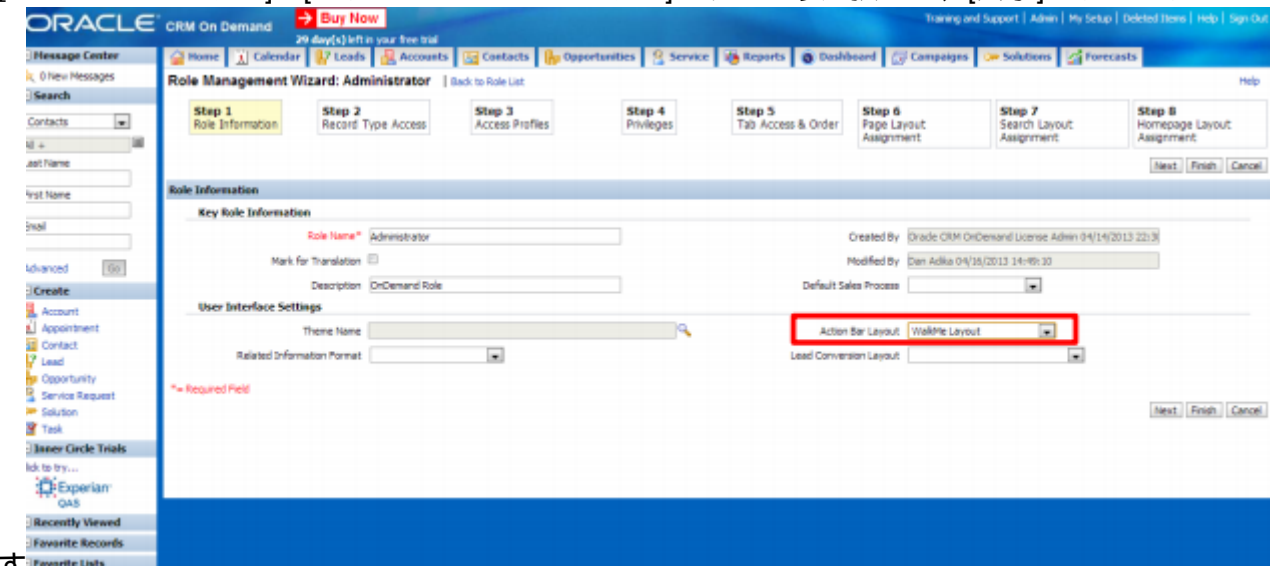 ORACLE CRM On Demand
Buy Now
29 day(s) left in your free trial
Training and Support | Admin | My Setup | Deleted Items | Help | Sign Out
Message Center
0 New Messages
Search
Contacts
Last Name
First Name
Email
Advanced Go
Create
Account
Appointment
Contact
Lead
Opportunity
Service Request
Solution
Task
Inner Circle Trials
Click to try...
Experian
QAS
Recently Viewed
Favorite Records
Favorite Lists
Home Calendar Leads Accounts Contacts Opportunities Service Reports Dashboard Campaigns Solutions Forecasts
Role Management Wizard: Administrator | Back to Role List
Help
Step 1
Role Information
Step 2
Record Type Access
Step 3
Access Profiles
Step 4
Privileges
Step 5
Tab Access & Order
Step 6
Page Layout
Assignment
Step 7
Search Layout
Assignment
Step 8
Homepage Layout
Assignment
Next Finish Cancel
Role Information
Key Role Information
Role Name* Administrator
Created By Oracle CRM OnDemand License Admin 04/14/2013 22:3
Mark for Translation
Modified By Dan Adika 04/16/2013 14:49:10
Description OnDemand Role
Default Sales Process
User Interface Settings
Theme Name
Action Bar Layout WalkMe Layout
Related Information Format
Lead Conversion Layout
*= Required Field
Next Finish Cancel
す